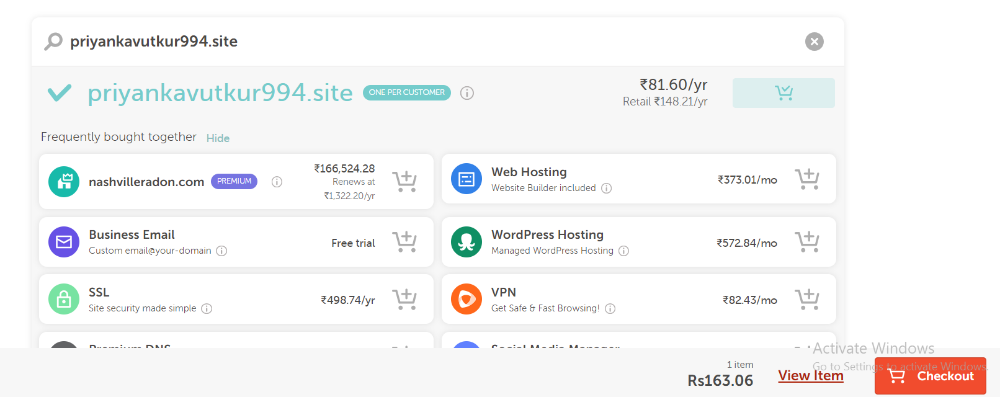 priyankavutkur994.site
priyankavutkur994.site ONE PER CUSTOMER
₹81.60/yr
Retail ₹148.21/yr
Frequently bought together Hide
nashvilleradon.com PREMIUM
₹166,524.28
Renews at
₹1,322.20/yr
Web Hosting
Website Builder included
₹373.01/mo
Business Email
Custom email@your-domain
Free trial
WordPress Hosting
Managed WordPress Hosting
₹572.84/mo
SSL
Site security made simple
₹498.74/yr
VPN
Get Safe & Fast Browsing!
₹82.43/mo
Premium DNS
Social Media Manager
Activate Windows
Go to Settings to activate Windows.
1 item
Rs163.06
View Item
Checkout